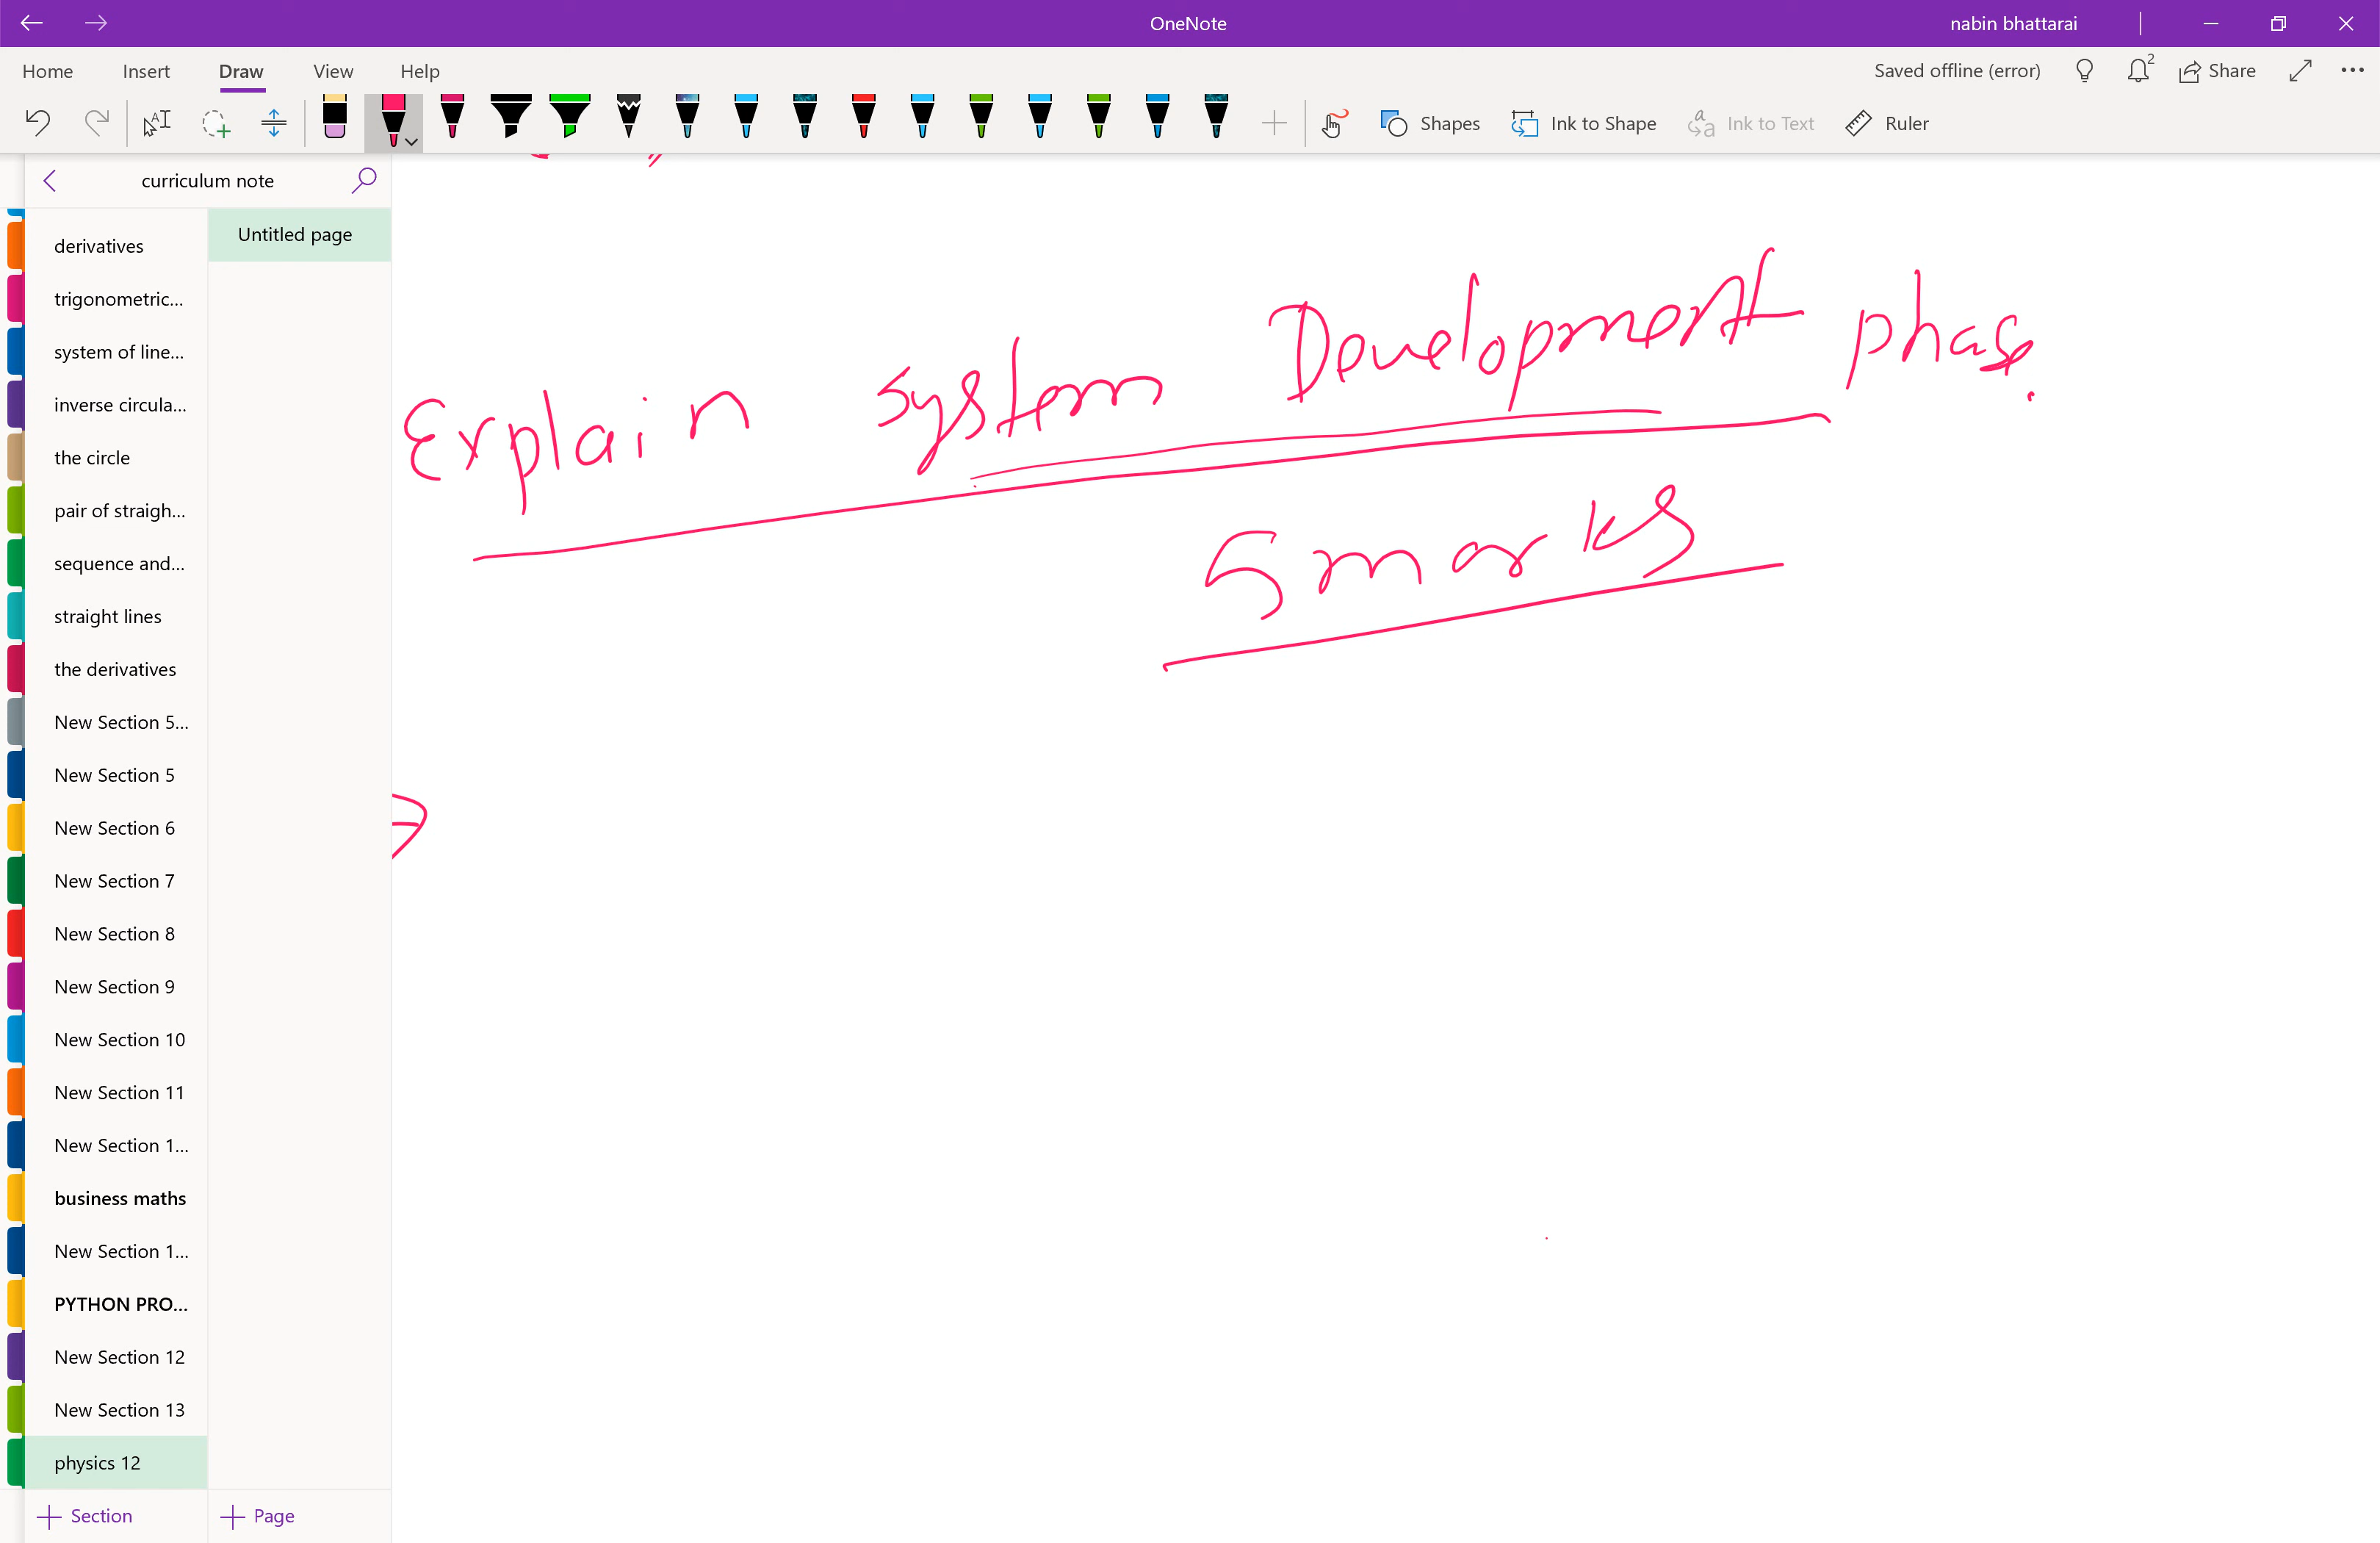 OneNote
nabin bhattarai
Home Insert Draw View Help
Saved offline (error)
2
Share
Shapes
Ink to Shape
Ink to Text
Ruler
curriculum note
Untitled page
derivatives
trigonometric...
system of line...
inverse circula...
the circle
pair of straigh...
sequence and...
straight lines
the derivatives
New Section 5...
New Section 5
New Section 6
New Section 7
New Section 8
New Section 9
New Section 10
New Section 11
New Section 1...
business maths
New Section 1...
PYTHON PRO...
New Section 12
New Section 13
physics 12
Section
Page
Explain system Development phase.
5 marks